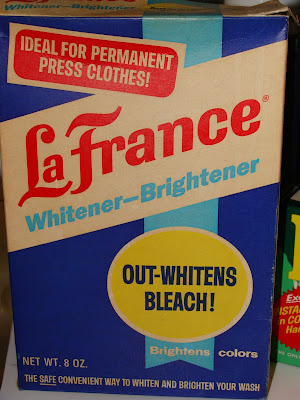 IDEAL FOR PERMANENT
PRESS CLOTHES!
La France®
Whitener–Brightener
OUT-WHITENS
BLEACH!
Brightens colors
NET WT. 8 OZ.
THE SAFE CONVENIENT WAY TO WHITEN AND BRIGHTEN YOUR WASH